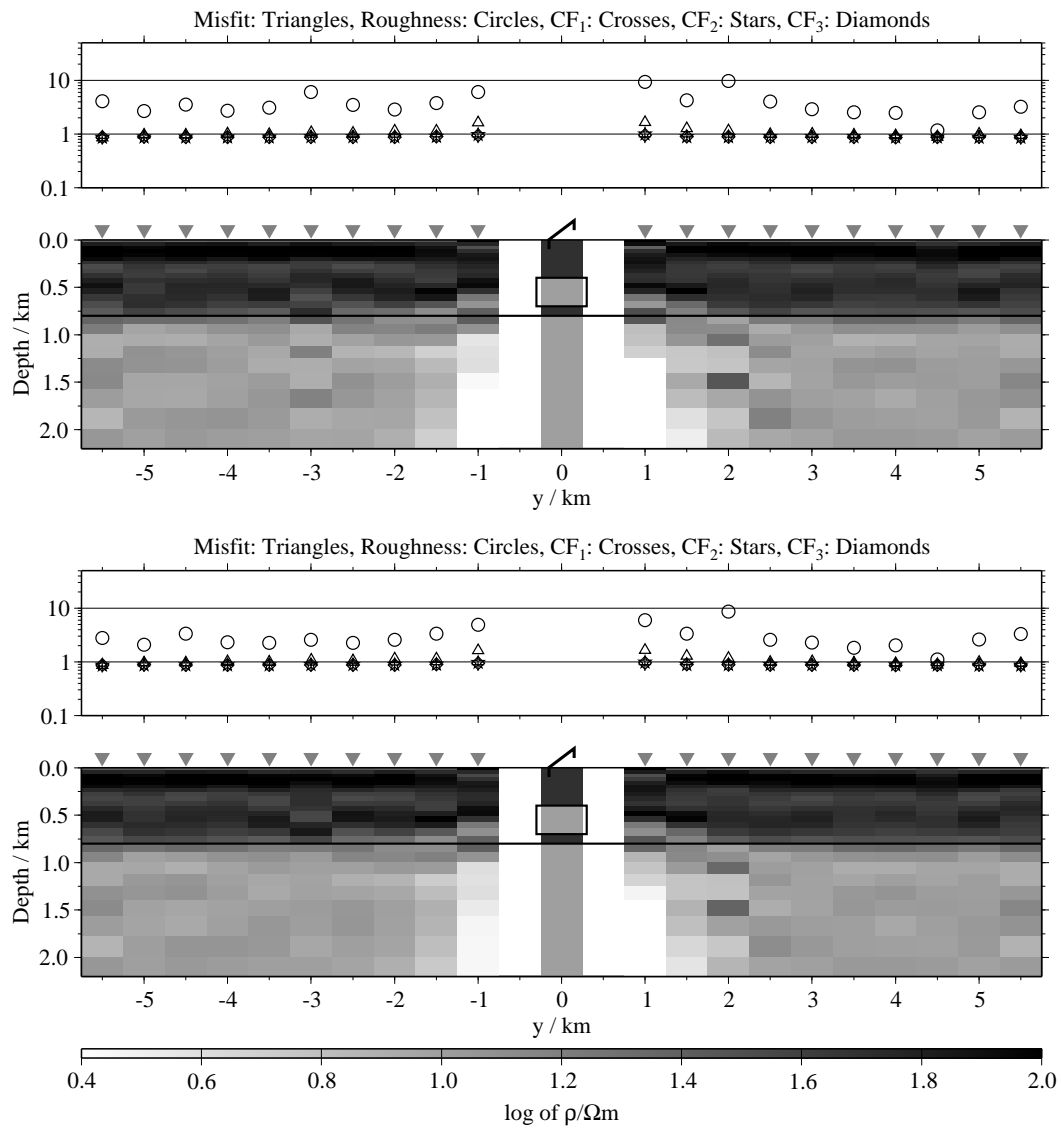 Misfit: Triangles, Roughness: Circles, CF1: Crosses, CF2: Stars, CF3: Diamonds
10
1
0.1
0.0
0.5
1.0
1.5
2.0
Depth / km
-5 -4 -3 -2 -1 0 1 2 3 4 5
y / km
Misfit: Triangles, Roughness: Circles, CF1: Crosses, CF2: Stars, CF3: Diamonds
10
1
0.1
0.0
0.5
1.0
1.5
2.0
Depth / km
-5 -4 -3 -2 -1 0 1 2 3 4 5
y / km
0.4 0.6 0.8 1.0 1.2 1.4 1.6 1.8 2.0
log of ρ/Ωm